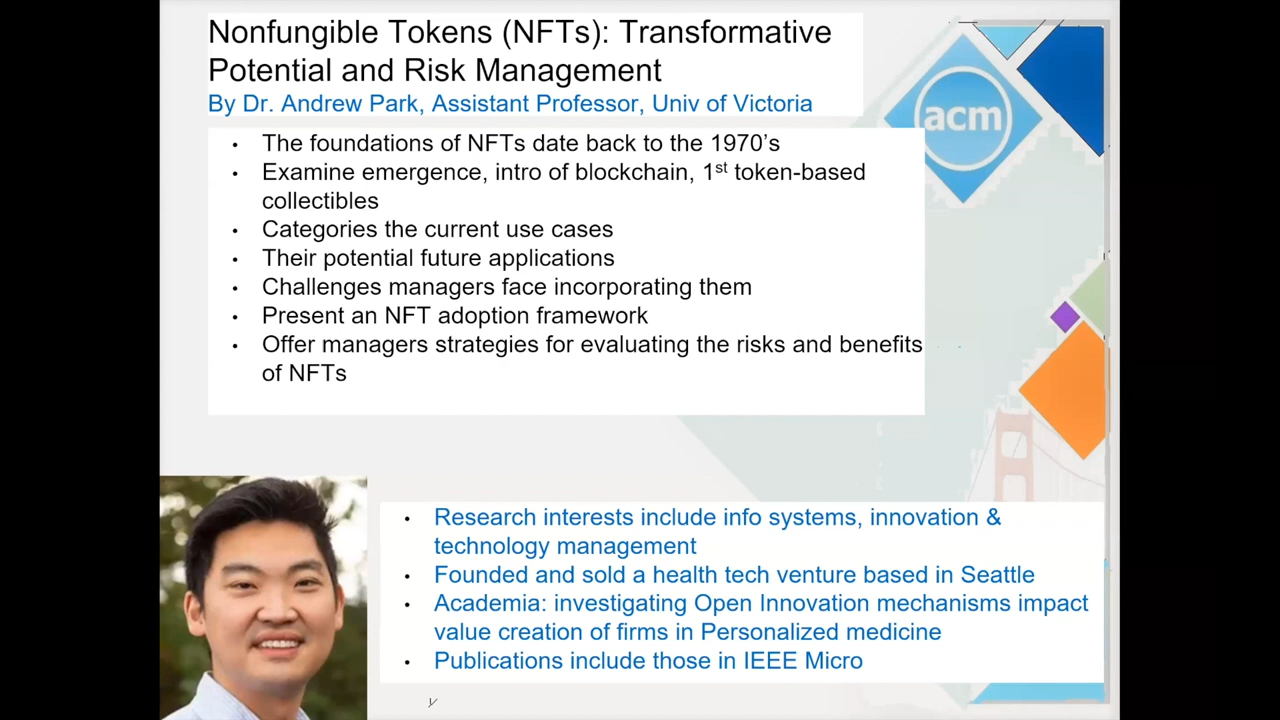 Nonfungible Tokens (NFTs): Transformative
Potential and Risk Management
By Dr. Andrew Park, Assistant Professor, Univ of Victoria
acm
• The foundations of NFTs date back to the 1970's
• Examine emergence, intro of blockchain, 1st token-based
collectibles
• Categories the current use cases
• Their potential future applications
• Challenges managers face incorporating them
• Present an NFT adoption framework
• Offer managers strategies for evaluating the risks and benefits
of NFTs
• Research interests include info systems, innovation &
technology management
• Founded and sold a health tech venture based in Seattle
• Academia: investigating Open Innovation mechanisms impact
value creation of firms in Personalized medicine
• Publications include those in IEEE Micro
y